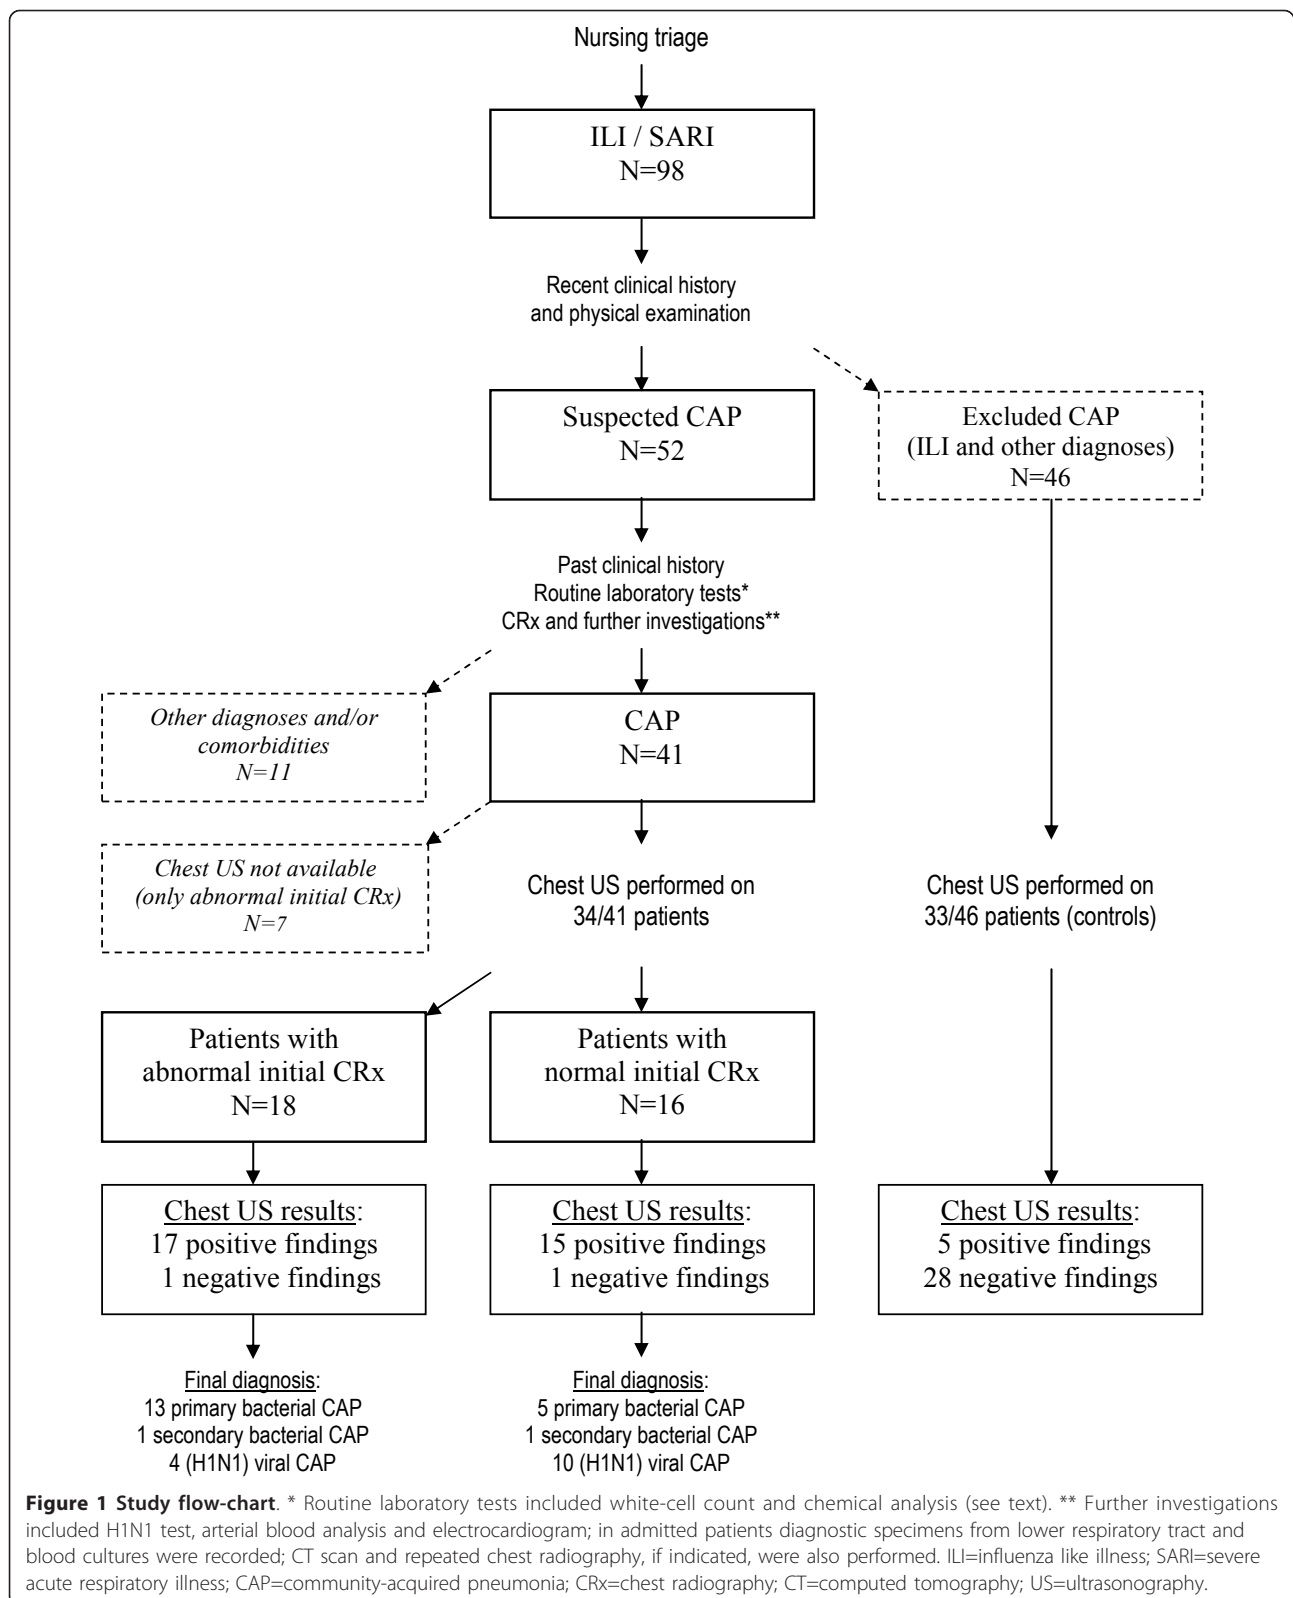 Nursing triage
ILI / SARI
N=98
Recent clinical history
and physical examination
Suspected CAP
N=52
Excluded CAP
(ILI and other diagnoses)
N=46
Past clinical history
Routine laboratory tests*
CRx and further investigations**
Other diagnoses and/or
comorbidities
N=11
CAP
N=41
Chest US not available
(only abnormal initial CRx)
N=7
Chest US performed on
34/41 patients
Chest US performed on
33/46 patients (controls)
Patients with
abnormal initial CRx
N=18
Patients with
normal initial CRx
N=16
Chest US results:
17 positive findings
1 negative findings
Chest US results:
15 positive findings
1 negative findings
Chest US results:
5 positive findings
28 negative findings
Final diagnosis:
13 primary bacterial CAP
1 secondary bacterial CAP
4 (H1N1) viral CAP
Final diagnosis:
5 primary bacterial CAP
1 secondary bacterial CAP
10 (H1N1) viral CAP
Figure 1 Study flow-chart. * Routine laboratory tests included white-cell count and chemical analysis (see text). ** Further investigations
included H1N1 test, arterial blood analysis and electrocardiogram; in admitted patients diagnostic specimens from lower respiratory tract and
blood cultures were recorded; CT scan and repeated chest radiography, if indicated, were also performed. ILI=influenza like illness; SARI=severe
acute respiratory illness; CAP=community-acquired pneumonia; CRx=chest radiography; CT=computed tomography; US=ultrasonography.